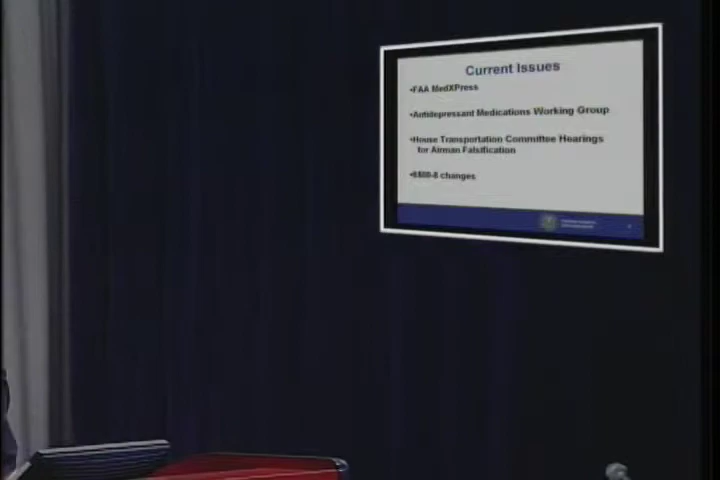 Current Issues
•FAA MedXPress
•Antidepressant Medications Working Group
•House Transportation Committee Hearings
for Airman Falsification
•8500-8 changes